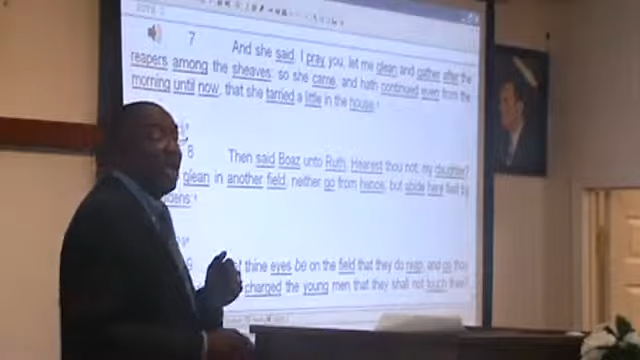 7 And she said, I pray you, let me glean and gather after the
reapers among the sheaves: so she came, and hath continued even from the
morning until now, that she tarried a little in the house.
8 Then said Boaz unto Ruth, Hearest thou not, my daughter?
glean in another field, neither go from hence, but abide here fast by
dens:
thine eyes be on the field that they do reap, and go thou
charged the young men that they shall not touch thee?